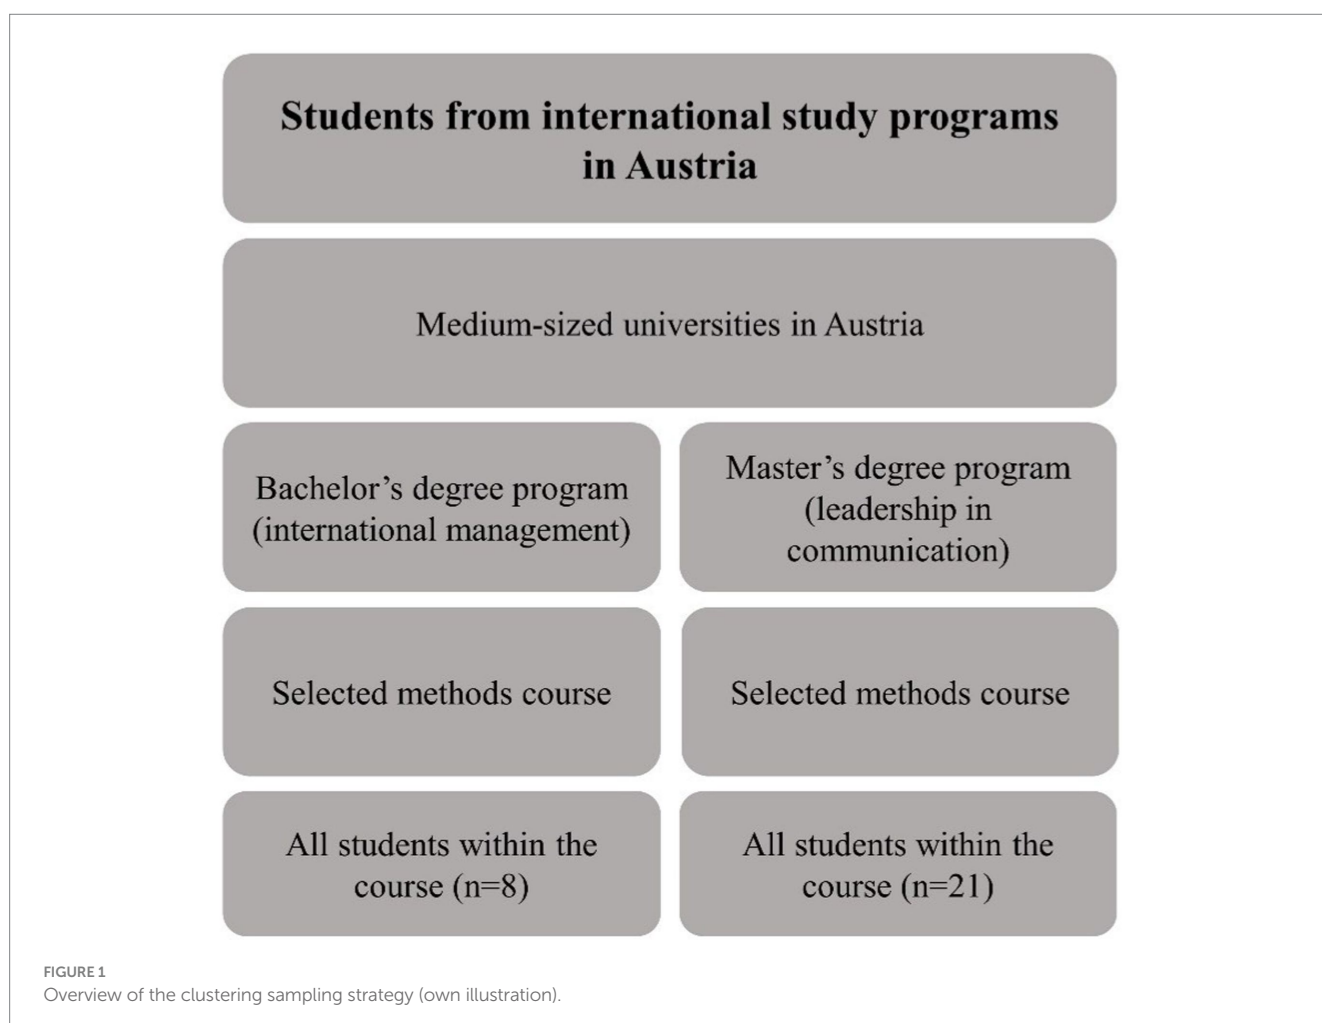 Students from international study programs
in Austria
Medium-sized universities in Austria
Bachelor’s degree program
(international management)
Master’s degree program
(leadership in
communication)
Selected methods course
Selected methods course
All students within the
course (n=8)
All students within the
course (n=21)
FIGURE 1
Overview of the clustering sampling strategy (own illustration).